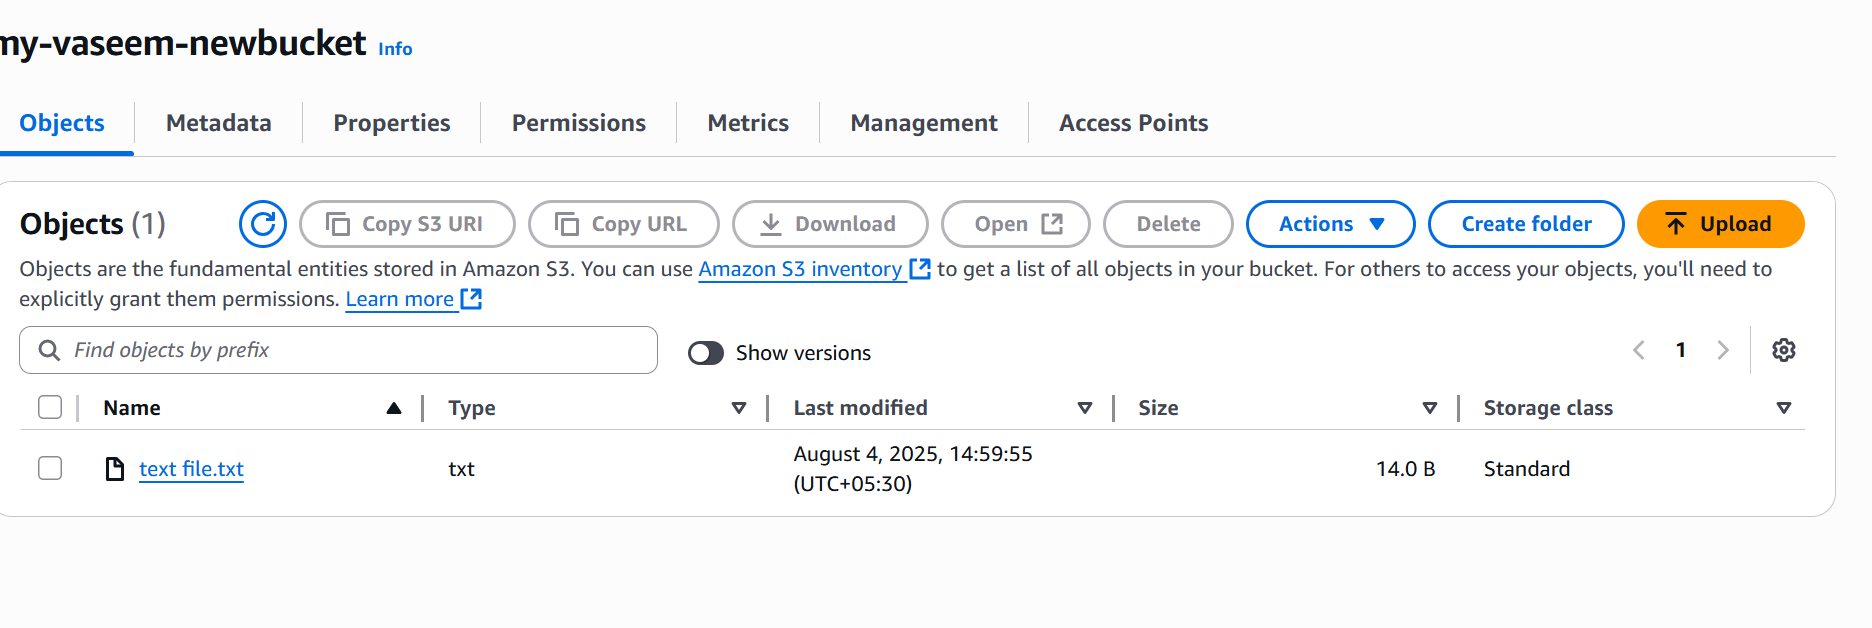 my-vaseem-newbucket Info
Objects Metadata Properties Permissions Metrics Management Access Points
Objects (1) Copy S3 URI Copy URL Download Open Delete Actions Create folder Upload
Objects are the fundamental entities stored in Amazon S3. You can use Amazon S3 inventory to get a list of all objects in your bucket. For others to access your objects, you'll need to
explicitly grant them permissions. Learn more
Find objects by prefix Show versions 1
Name Type Last modified Size Storage class
text file.txt txt August 4, 2025, 14:59:55 14.0 B Standard
(UTC+05:30)